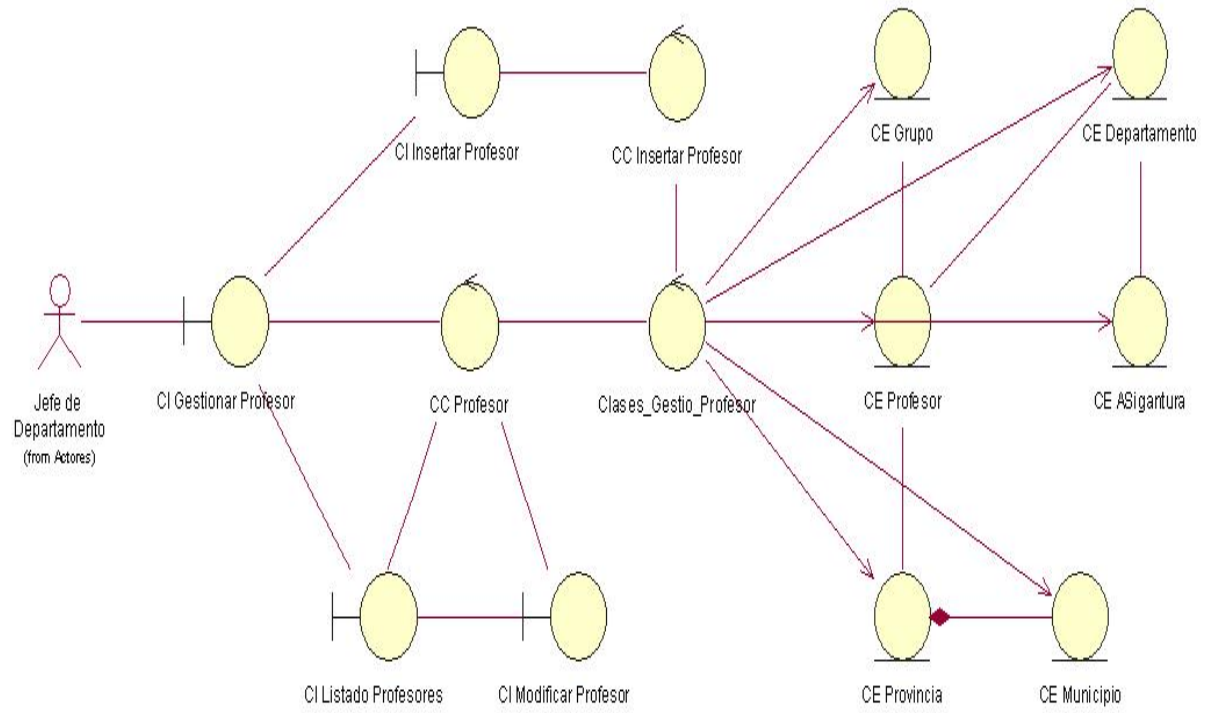 CI Insertar Profesor
CC Insertar Profesor
CE Grupo
CE Departamento
Jefe de
Departamento
(from Actores)
CI Gestionar Profesor
CC Profesor
Clases_Gestio_Profesor
CE Profesor
CE ASigantura
CI Listado Profesores
CI Modificar Profesor
CE Provincia
CE Municipio